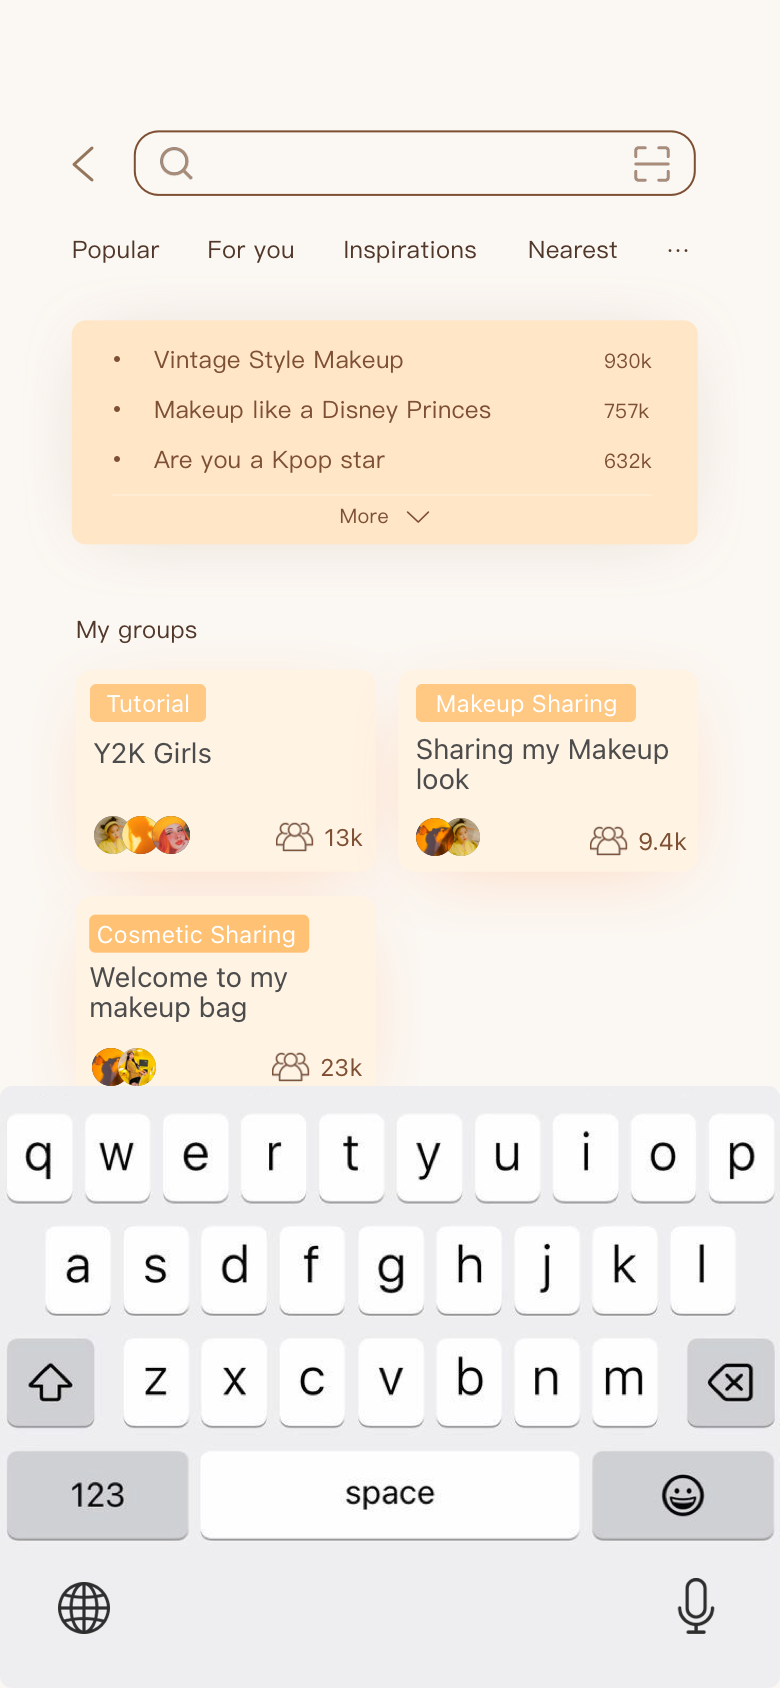 Popular For you Inspirations Nearest ...
• Vintage Style Makeup 930k
• Makeup like a Disney Princes 757k
• Are you a Kpop star 632k
More
My groups
Tutorial
Y2K Girls
13k
Makeup Sharing
Sharing my Makeup
look
9.4k
Cosmetic Sharing
Welcome to my
makeup bag
23k
q w e r t y u i o p
a s d f g h j k l
z x c v b n m
123 space